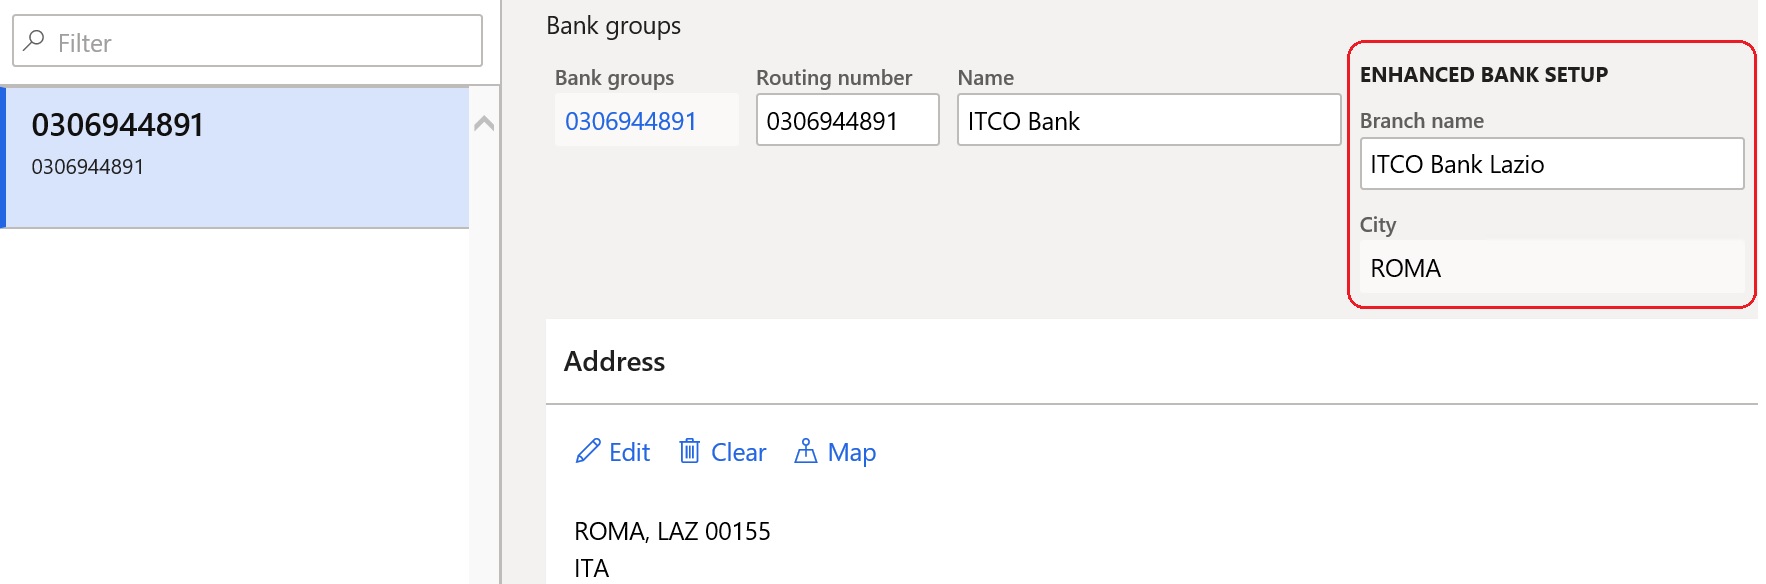 Filter
0306944891
0306944891
Bank groups
Bank groups
0306944891
Routing number
0306944891
Name
ITCO Bank
ENHANCED BANK SETUP
Branch name
ITCO Bank Lazio
City
ROMA
Address
Edit Clear Map
ROMA, LAZ 00155
ITA